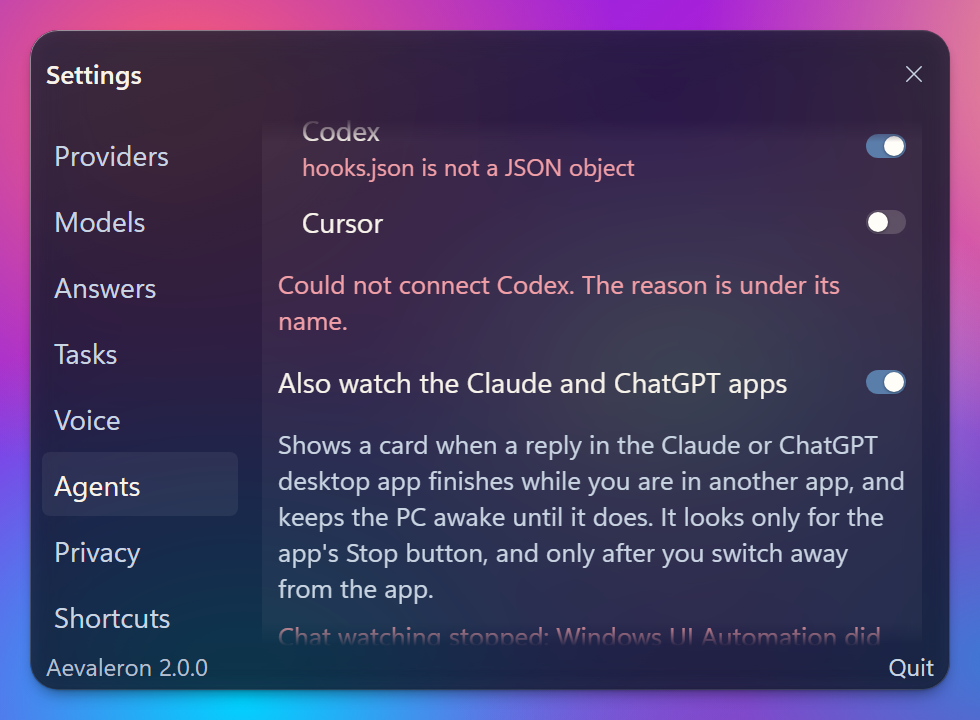 Settings
Providers
Models
Answers
Tasks
Voice
Agents
Privacy
Shortcuts
Codex
hooks.json is not a JSON object
Cursor
Could not connect Codex. The reason is under its
name.
Also watch the Claude and ChatGPT apps
Shows a card when a reply in the Claude or ChatGPT
desktop app finishes while you are in another app, and
keeps the PC awake until it does. It looks only for the
app's Stop button, and only after you switch away
from the app.
Chat watching stopped: Windows UI Automation did
Aevaleron 2.0.0
Quit